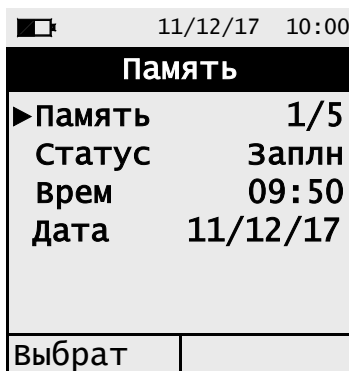 11/12/17 10:00
Память
▶Память 1/5
Статус Заплн
Врем 09:50
Дата 11/12/17
Выбрат